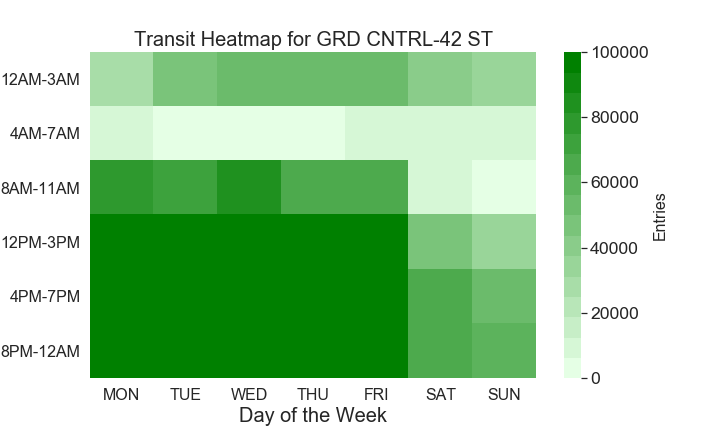 Transit Heatmap for GRD CNTRL-42 ST
12AM-3AM
4AM-7AM
8AM-11AM
12PM-3PM
4PM-7PM
8PM-12AM
MON TUE WED THU FRI SAT SUN
Day of the Week
100000
80000
60000
40000
20000
0
Entries